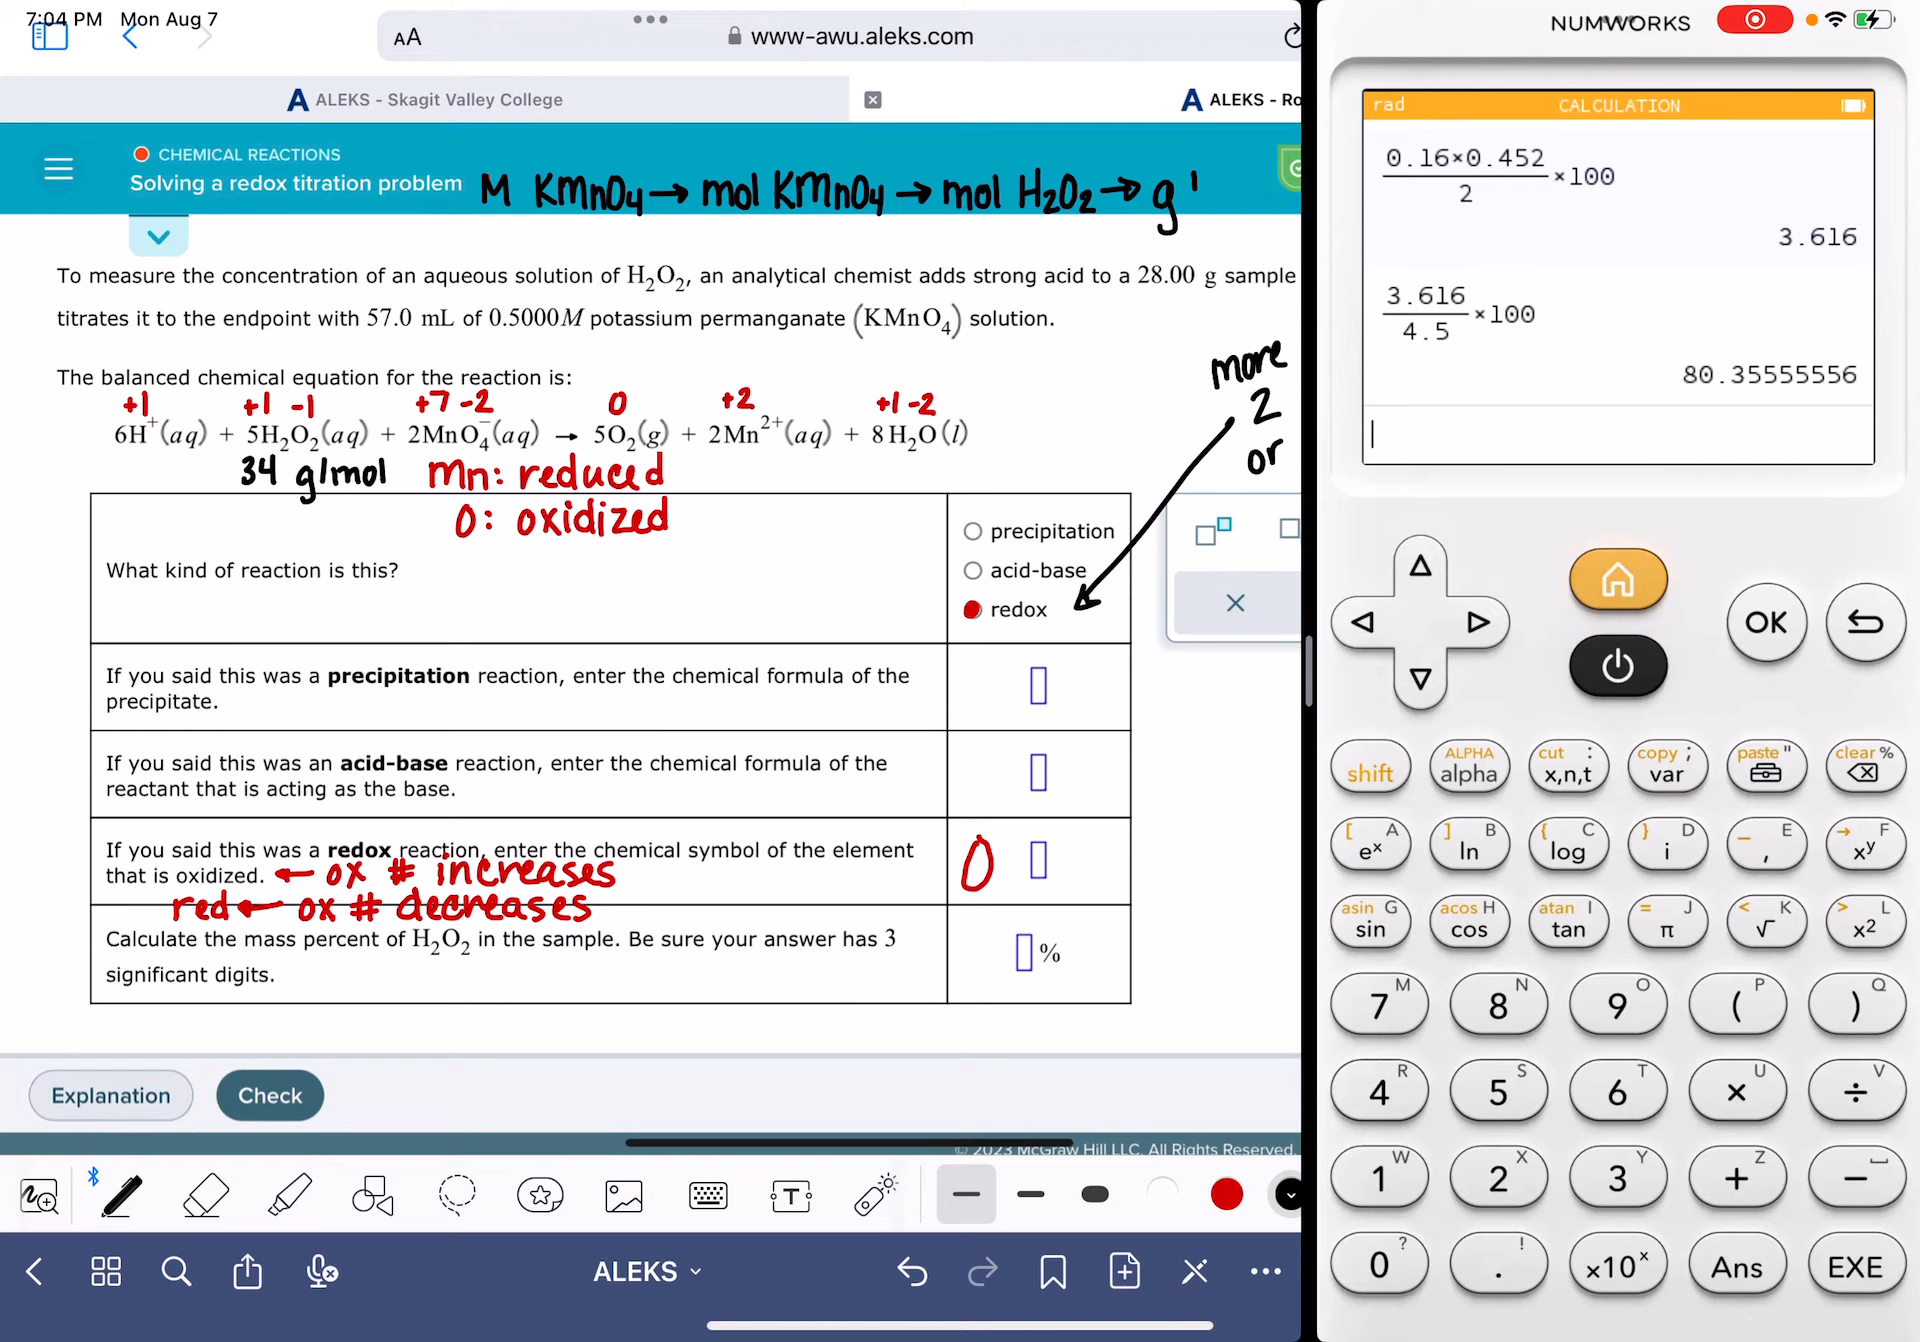 7:04 PM Mon Aug 7
AA
www-awu.aleks.com
ALEKS - Skagit Valley College
ALEKS - Ro
CHEMICAL REACTIONS
Solving a redox titration problem
M KMnO4 → mol KMnO4 → mol H2O2 → g
To measure the concentration of an aqueous solution of H₂O₂, an analytical chemist adds strong acid to a 28.00 g sample
titrates it to the endpoint with 57.0 mL of 0.5000M potassium permanganate (KMnO₄) solution.
The balanced chemical equation for the reaction is:
+1 +1 -1 +7 -2 0 +2 +1 -2
6H⁺(aq) + 5H₂O₂(aq) + 2MnO₄⁻(aq) → 5O₂(g) + 2Mn²⁺(aq) + 8H₂O(l)
34 g/mol
Mn: reduced
O: oxidized
more
2
or
What kind of reaction is this?
precipitation
acid-base
redox
If you said this was a precipitation reaction, enter the chemical formula of the
precipitate.
If you said this was an acid-base reaction, enter the chemical formula of the
reactant that is acting as the base.
If you said this was a redox reaction, enter the chemical symbol of the element
that is oxidized. ← ox # increases
O
red ← ox # decreases
Calculate the mass percent of H₂O₂ in the sample. Be sure your answer has 3
significant digits.
%
Explanation
Check
© 2023 McGraw Hill LLC. All Rights Reserved.
T
ALEKS
NUMWORKS
rad CALCULATION
0.16×0.452
2
×100
3.616
3.616
4.5
×100
80.35555556
OK
shift
ALPHA alpha
cut : x,n,t
copy ; var
paste "
clear %
[ A eˣ
] B ln
{ C log
} D i
_ E ,
→ F xʸ
asin G sin
acos H cos
atan I tan
= J π
< K √
> L x²
7 M
8 N
9 O
( P
) Q
4 R
5 S
6 T
× U
÷ V
1 W
2 X
3 Y
+ Z
−
0 ?
. !
×10ˣ
Ans
EXE